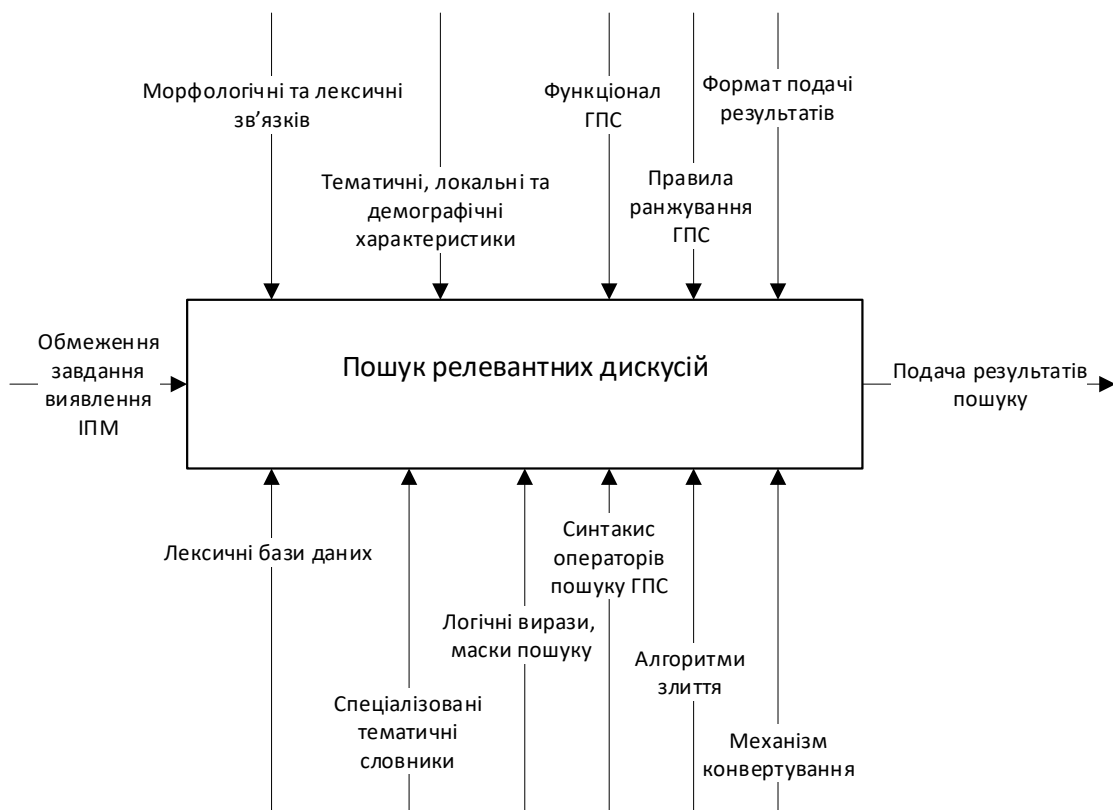 Морфологічні та лексичні
зв’язків
Тематичні, локальні та
демографічні
характеристики
Функціонал
ГПС
Правила
ранжування
ГПС
Формат подачі
результатів
Обмеження
завдання
виявлення
ІПМ
Пошук релевантних дискусій
Подача результатів
пошуку
Лексичні бази даних
Спеціалізовані
тематичні
словники
Логічні вирази,
маски пошуку
Синтакис
операторів
пошуку ГПС
Алгоритми
злиття
Механізм
конвертування